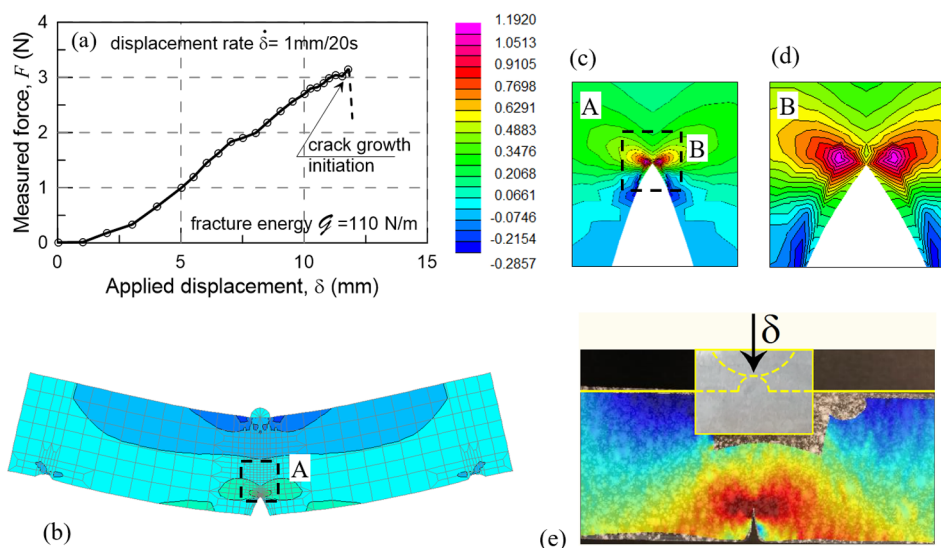 (a)
displacement rate δ̇ = 1mm/20s
Measured force, F (N)
4
3
2
1
0
crack growth
initiation
fracture energy 𝒢 =110 N/m
0 5 10 15
Applied displacement, δ (mm)
1.1920
1.0513
0.9105
0.7698
0.6291
0.4883
0.3476
0.2069
0.0661
-0.0746
-0.2154
-0.2857
(c)
A
B
(d)
B
(b)
A
(e)
δ